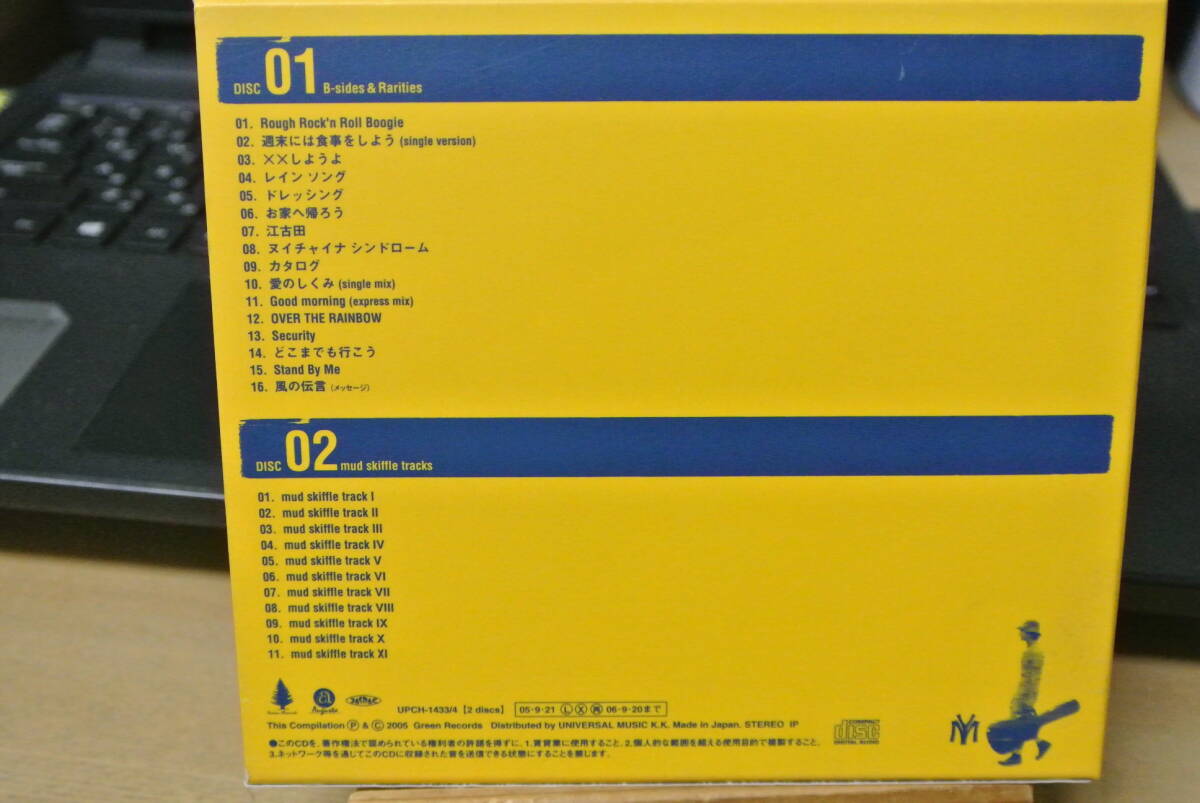 DISC 01 B-sides & Rarities
01. Rough Rock'n Roll Boogie
02. 週末には食事をしよう (single version)
03. ××しようよ
04. レイン ソング
05. ドレッシング
06. お家へ帰ろう
07. 江古田
08. ヌイチャイナ シンドローム
09. カタログ
10. 愛のしくみ (single mix)
11. Good morning (express mix)
12. OVER THE RAINBOW
13. Security
14. どこまでも行こう
15. Stand By Me
16. 風の伝言 (メッセージ)
DISC 02 mud skiffle tracks
01. mud skiffle track I
02. mud skiffle track II
03. mud skiffle track III
04. mud skiffle track IV
05. mud skiffle track V
06. mud skiffle track VI
07. mud skiffle track VII
08. mud skiffle track VIII
09. mud skiffle track IX
10. mud skiffle track X
11. mud skiffle track XI
a Augusta
UPCH-1433/4 【2 discs】 05・9・21 Ⓛ Ⓧ ㊞ 06・9・20まで
This Compilation Ⓟ & Ⓒ 2005 Green Records Distributed by UNIVERSAL MUSIC K.K. Made in Japan. STEREO IP
COMPACT disc DIGITAL AUDIO
YM
●このCDを、著作権法で認められている権利者の許諾を得ずに、1.賃貸業に使用すること、2.個人的な範囲を超える使用目的で複製すること、
3.ネットワーク等を通じてこのCDに収録された音を送信できる状態にすることを禁じます。